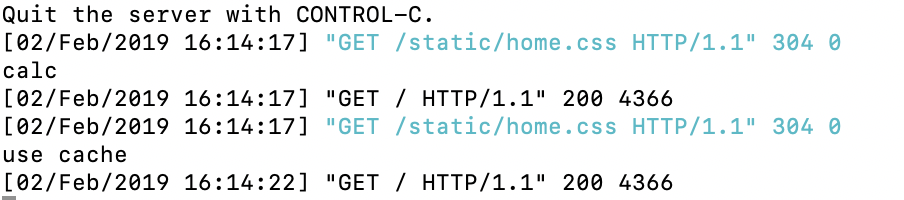 Quit the server with CONTROL-C.
[02/Feb/2019 16:14:17] "GET /static/home.css HTTP/1.1" 304 0
calc
[02/Feb/2019 16:14:17] "GET / HTTP/1.1" 200 4366
[02/Feb/2019 16:14:17] "GET /static/home.css HTTP/1.1" 304 0
use cache
[02/Feb/2019 16:14:22] "GET / HTTP/1.1" 200 4366